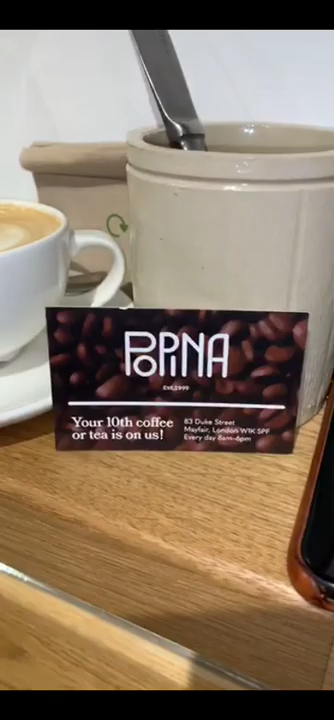 POPINA
Est.1999
Your 10th coffee
or tea is on us!
83 Duke Street
Mayfair, London W1K 5PF
Every day 8am-6pm